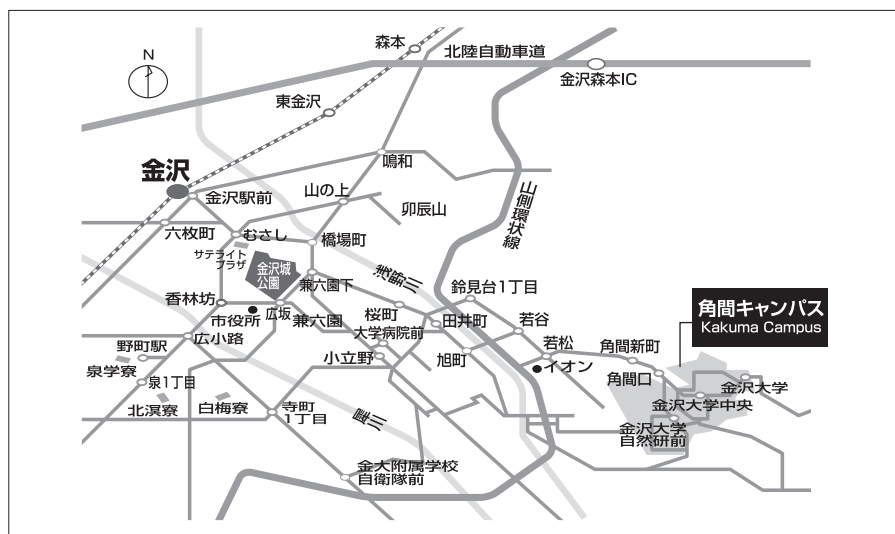 森本
北陸自動車道
N
金沢森本IC
東金沢
鳴和
金沢
金沢駅前
山の上
卯辰山
山側環状線
六枚町
むさし
橋場町
サテライト
プラザ
金沢城
公園
兼六園下
浅野川
鈴見台1丁目
香林坊
広坂
市役所
兼六園
桜町
大学病院前
田井町
若谷
角間キャンパス
Kakuma Campus
広小路
野町駅
小立野
旭町
若松
イオン
角間新町
角間口
泉学寮
泉1丁目
金沢大学
金沢大学中央
北溟寮
白梅寮
寺町
1丁目
犀川
金沢大学
自然研前
金大附属学校
自衛隊前